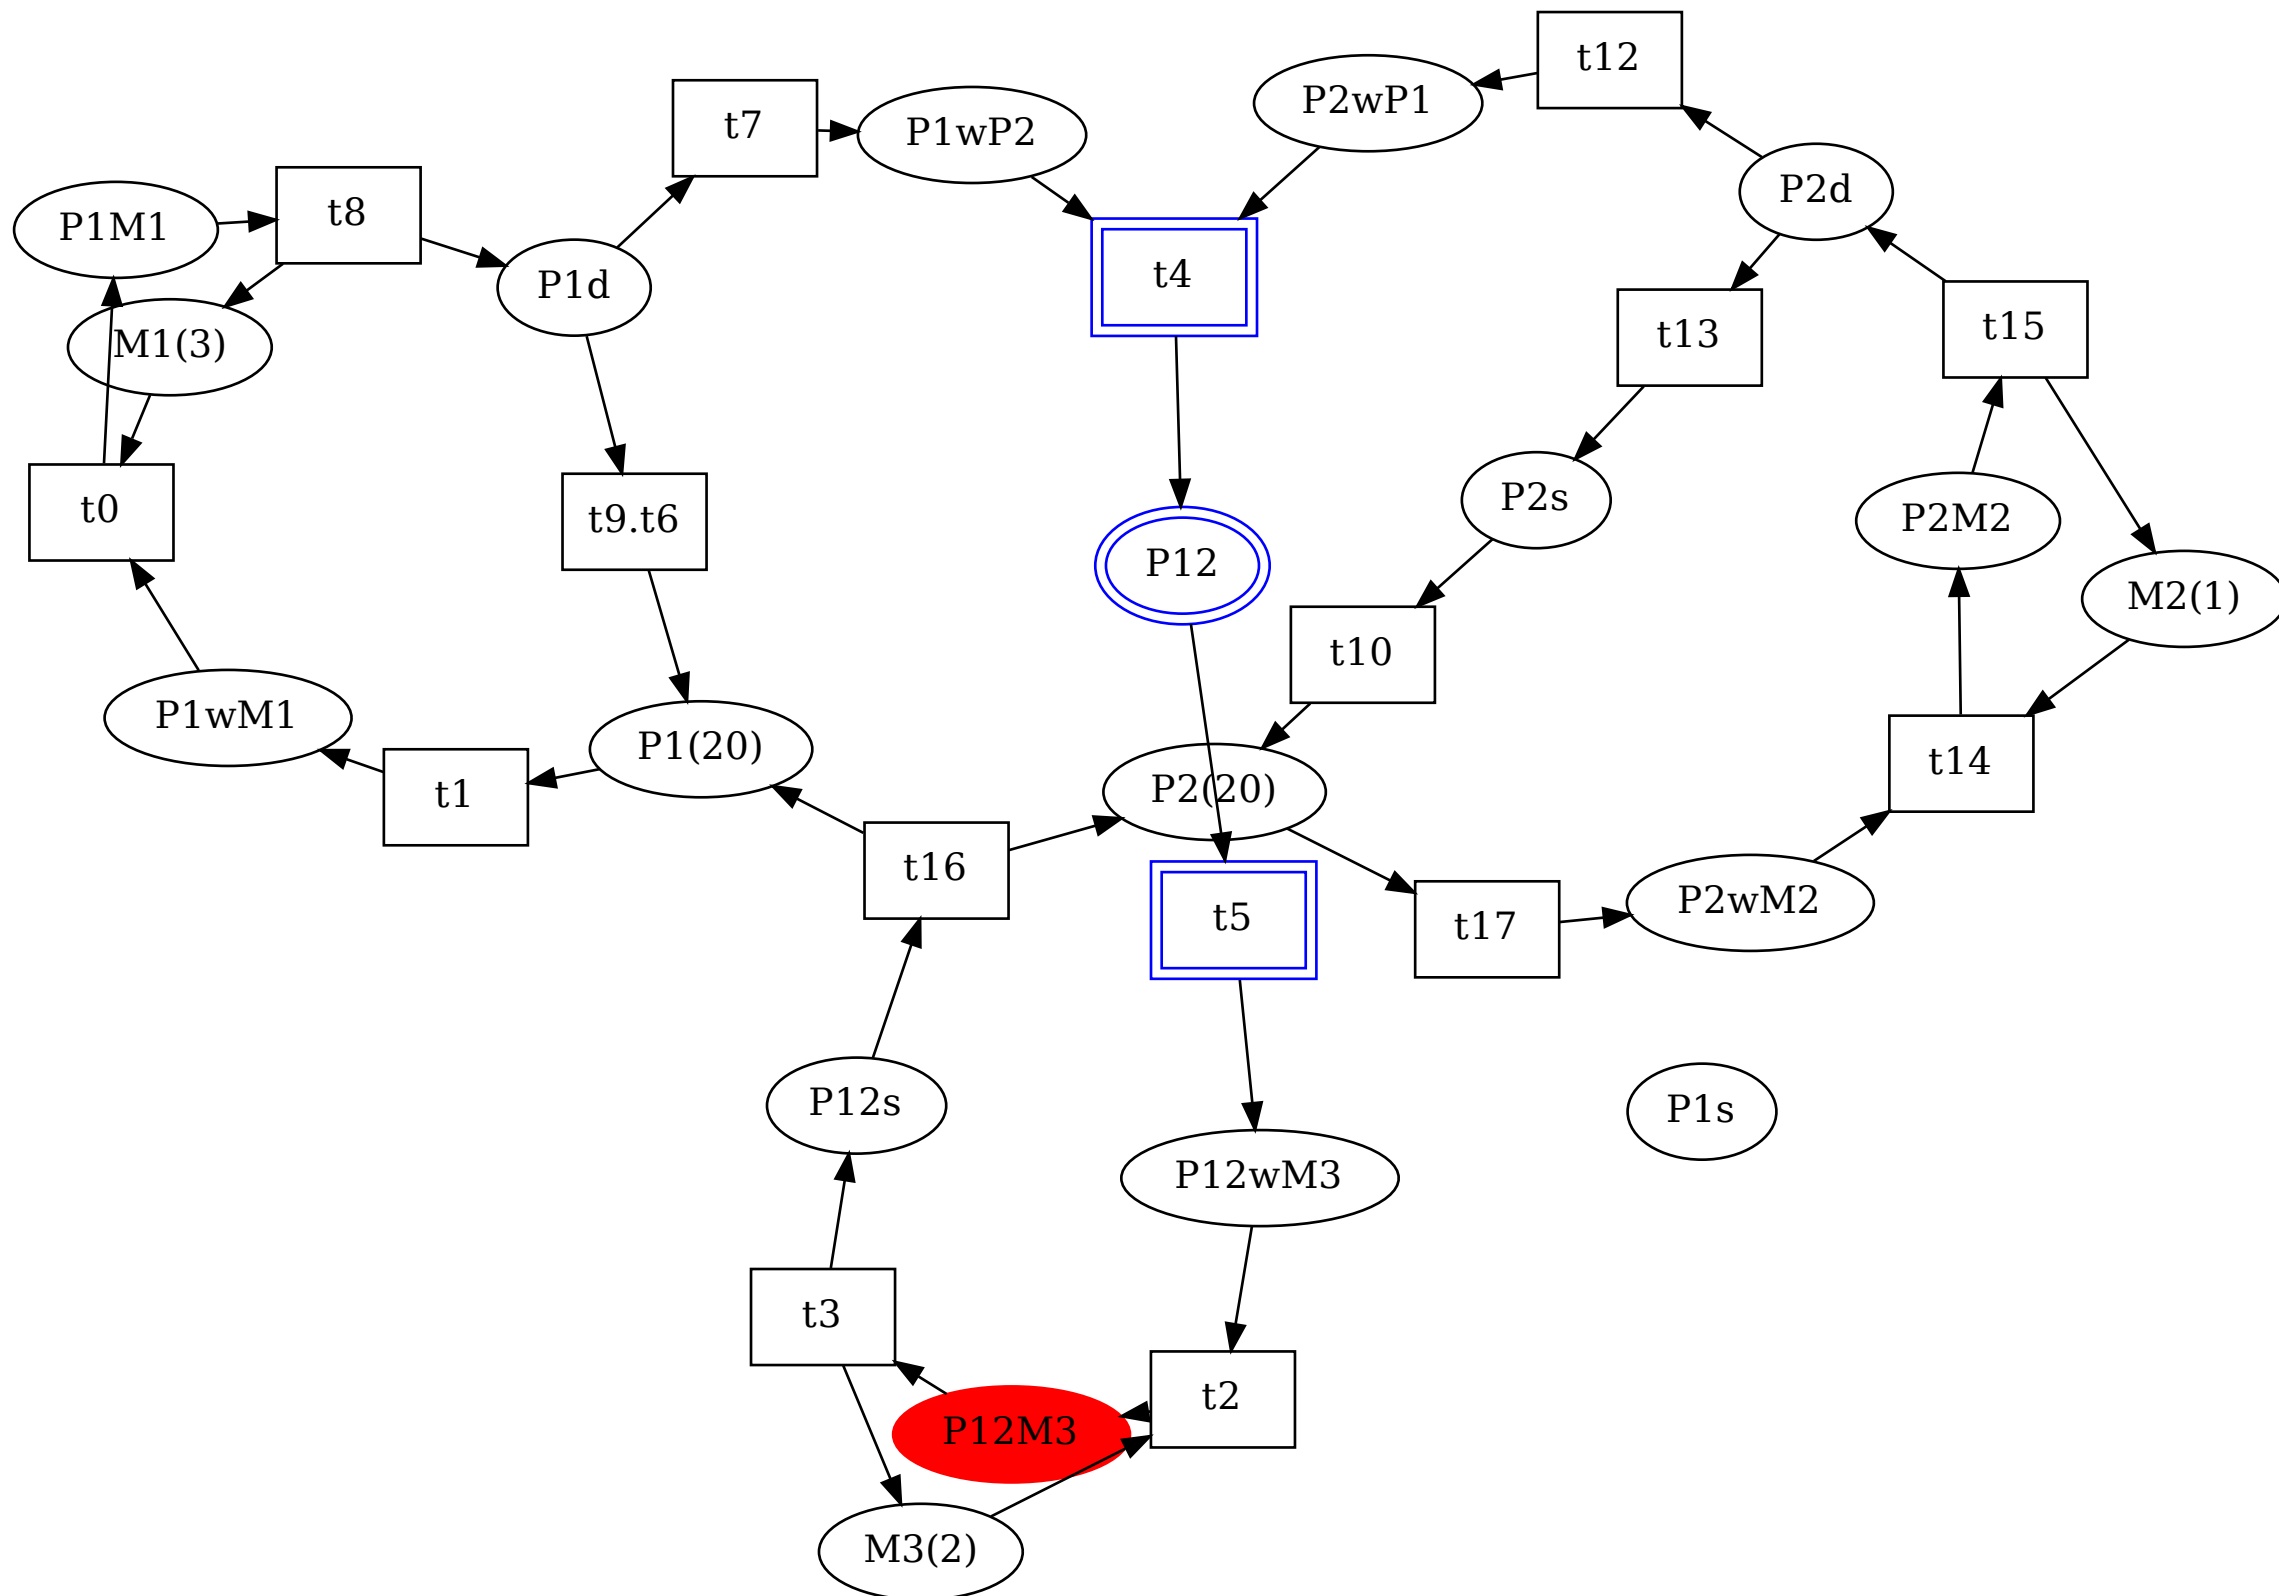 t12
P2wP1
t7
P1wP2
P2d
t8
P1M1
t4
P1d
t15
t13
M1(3)
P2s
t0
t9.t6
P2M2
P12
M2(1)
t10
P1wM1
P1(20)
t14
P2(20)
t1
t16
P2wM2
t5
t17
P12s
P1s
P12wM3
t3
t2
P12M3
M3(2)